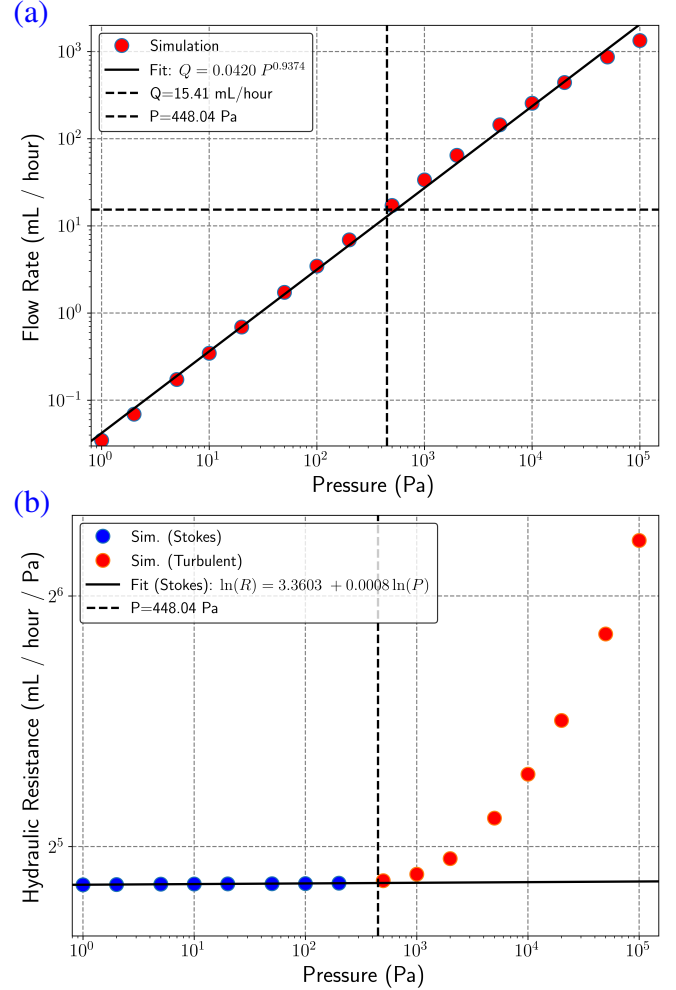 (a)
Simulation
Fit: Q = 0.0420 P^0.9374
Q=15.41 mL/hour
P=448.04 Pa
Flow Rate (mL / hour)
10^3
10^2
10^1
10^0
10^−1
10^0 10^1 10^2 10^3 10^4 10^5
Pressure (Pa)
(b)
Sim. (Stokes)
Sim. (Turbulent)
Fit (Stokes): ln(R) = 3.3603 + 0.0008 ln(P)
P=448.04 Pa
Hydraulic Resistance (mL / hour / Pa)
2^6
2^5
10^0 10^1 10^2 10^3 10^4 10^5
Pressure (Pa)